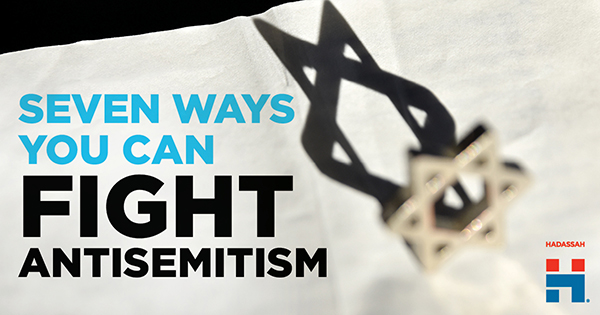 SEVEN WAYS
YOU CAN
FIGHT
ANTISEMITISM
HADASSAH
H®